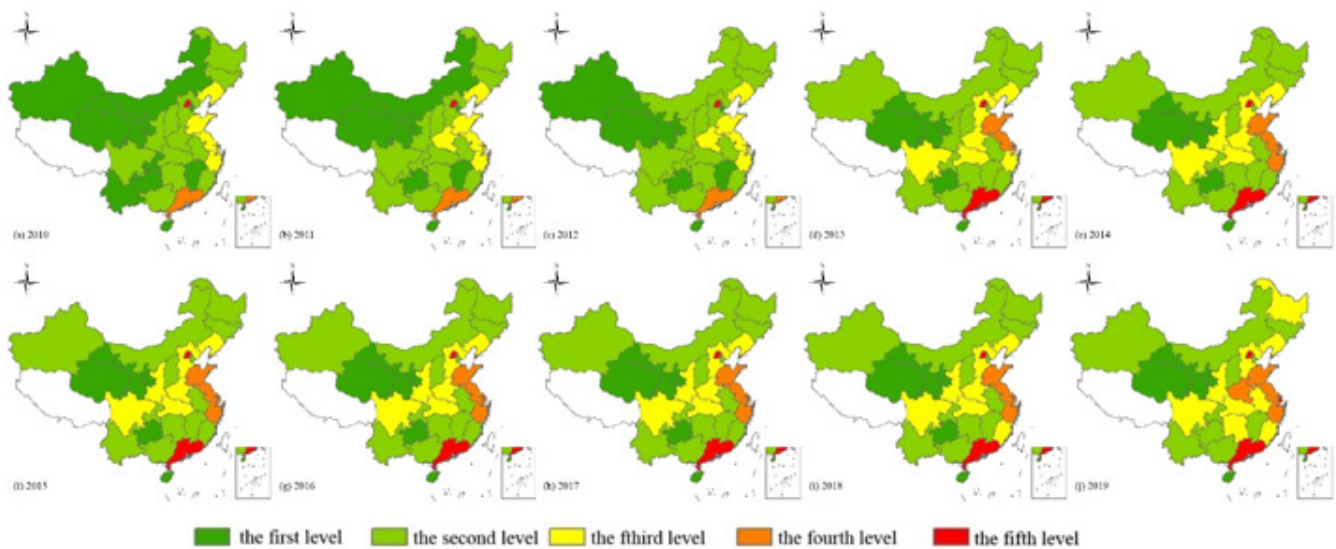 (a) 2010
(b) 2011
(c) 2012
(d) 2013
(e) 2014
(f) 2015
(g) 2016
(h) 2017
(i) 2018
(j) 2019
the first level
the second level
the fthird level
the fourth level
the fifth level